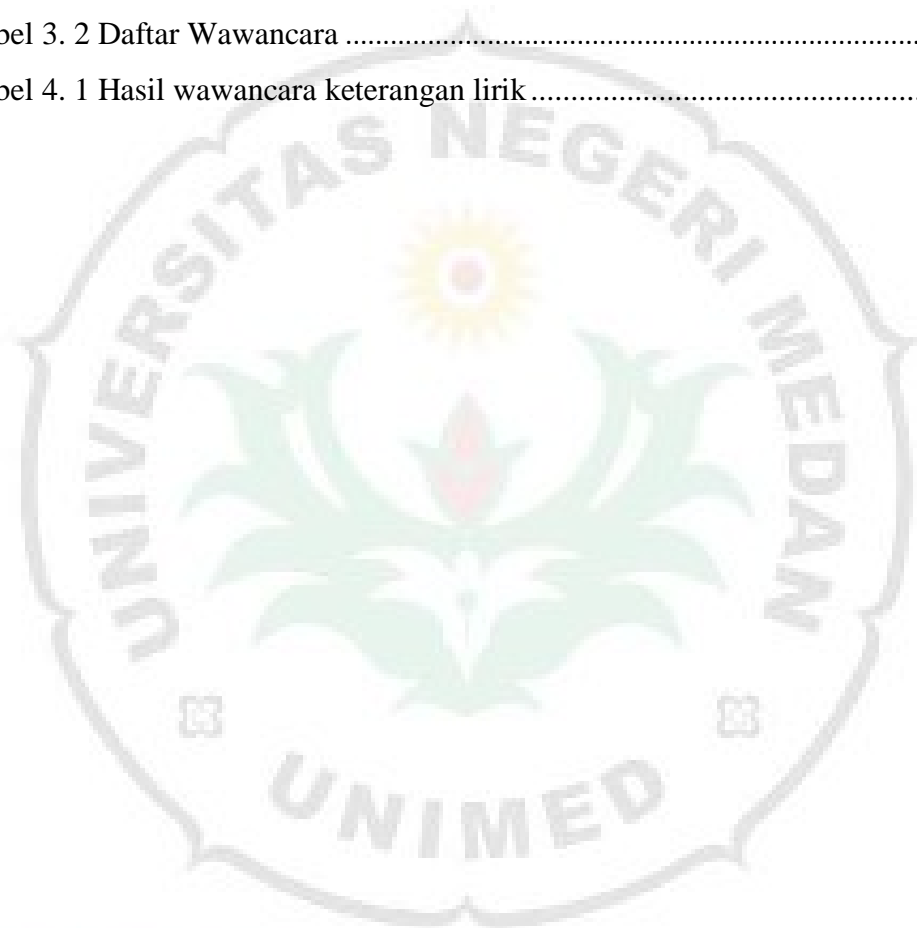 bel 3. 2 Daftar Wawancara ........................................................................
bel 4. 1 Hasil wawancara keterangan lirik .................................................
UNIVERSITAS NEGERI MEDAN
UNIMED